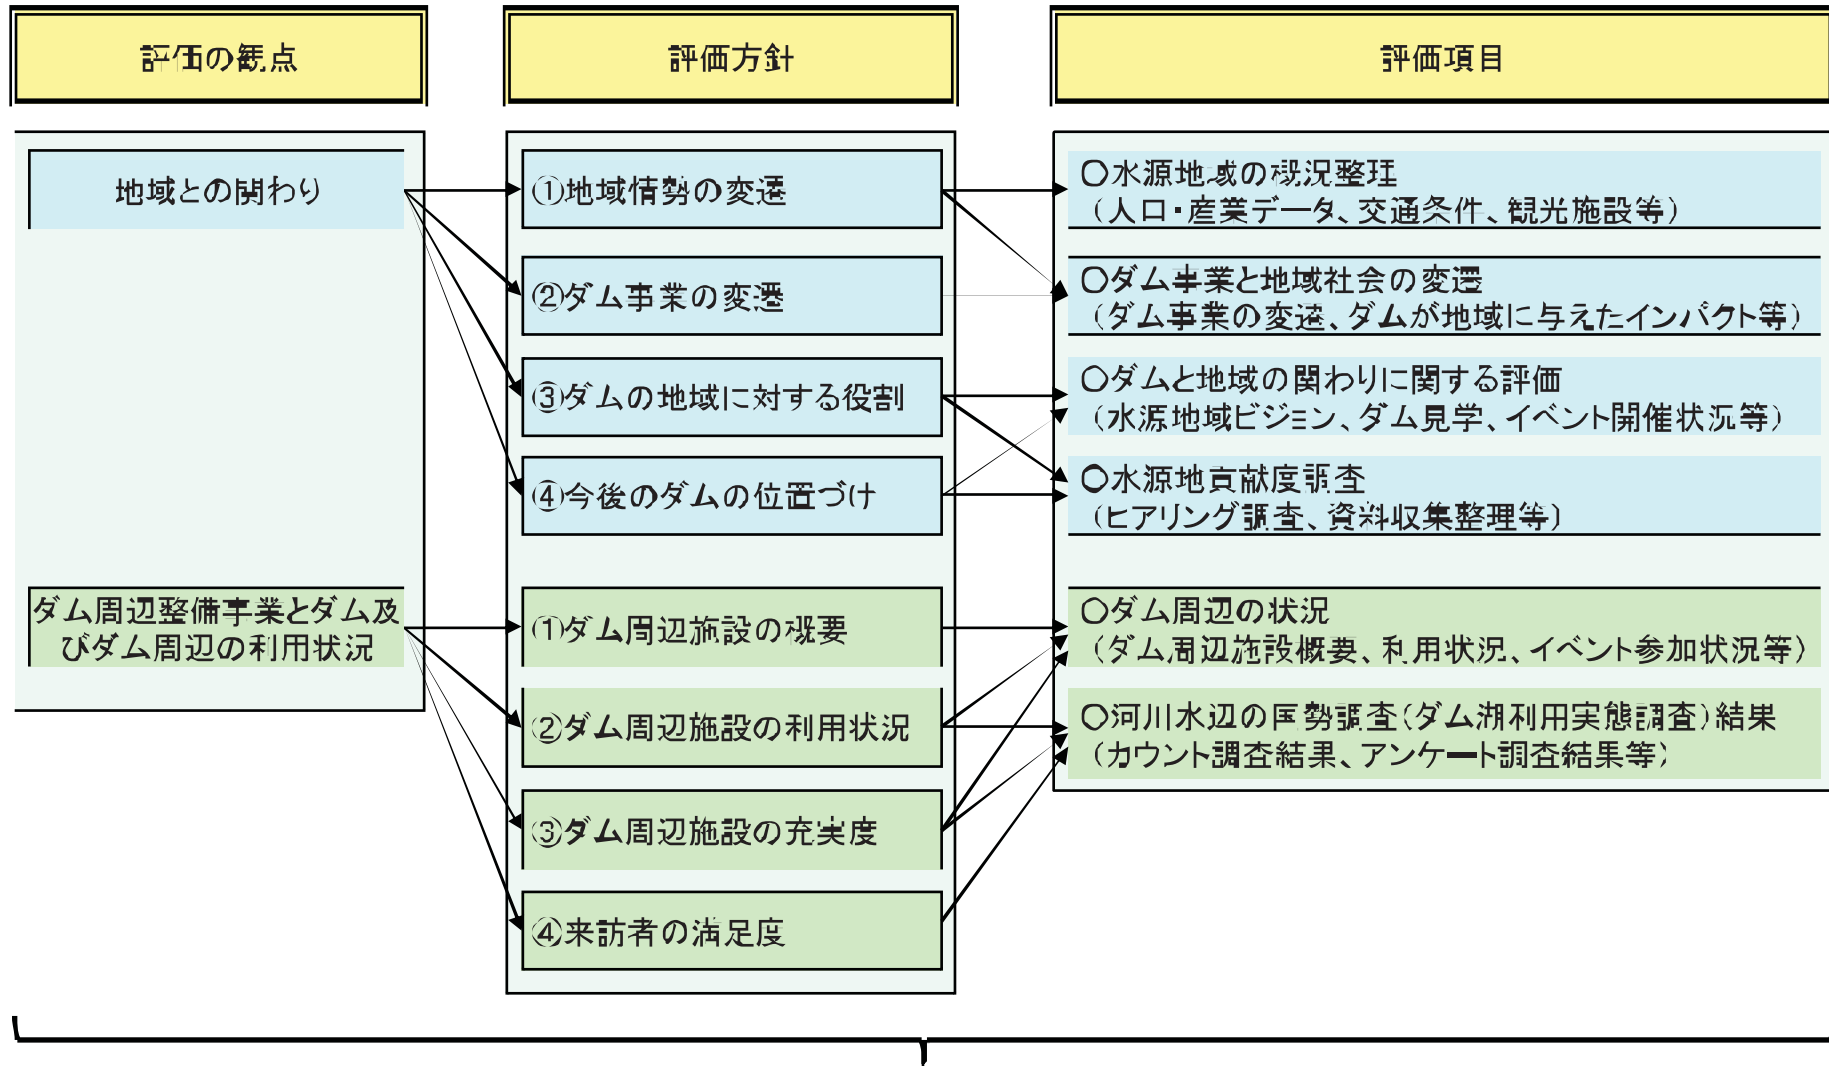 評価の観点
評価方針
評価項目
地域との関わり
①地域情勢の変遷
②ダム事業の変遷
③ダムの地域に対する役割
④今後のダムの位置づけ
〇水源地域の概況整理
（人口・産業データ、交通条件、観光施設等）
〇ダム事業と地域社会の変遷
（ダム事業の変遷、ダムが地域に与えたインパクト等）
〇ダムと地域の関わりに関する評価
（水源地域ビジョン、ダム見学、イベント開催状況等）
〇水源地貢献度調査
（ヒアリング調査、資料収集整理等）
ダム周辺整備事業とダム及
びダム周辺の利用状況
①ダム周辺施設の概要
②ダム周辺施設の利用状況
③ダム周辺施設の充実度
④来訪者の満足度
〇ダム周辺の状況
（ダム周辺施設概要、利用状況、イベント参加状況等）
〇河川水辺の国勢調査（ダム湖利用実態調査）結果
（カウント調査結果、アンケート調査結果等）